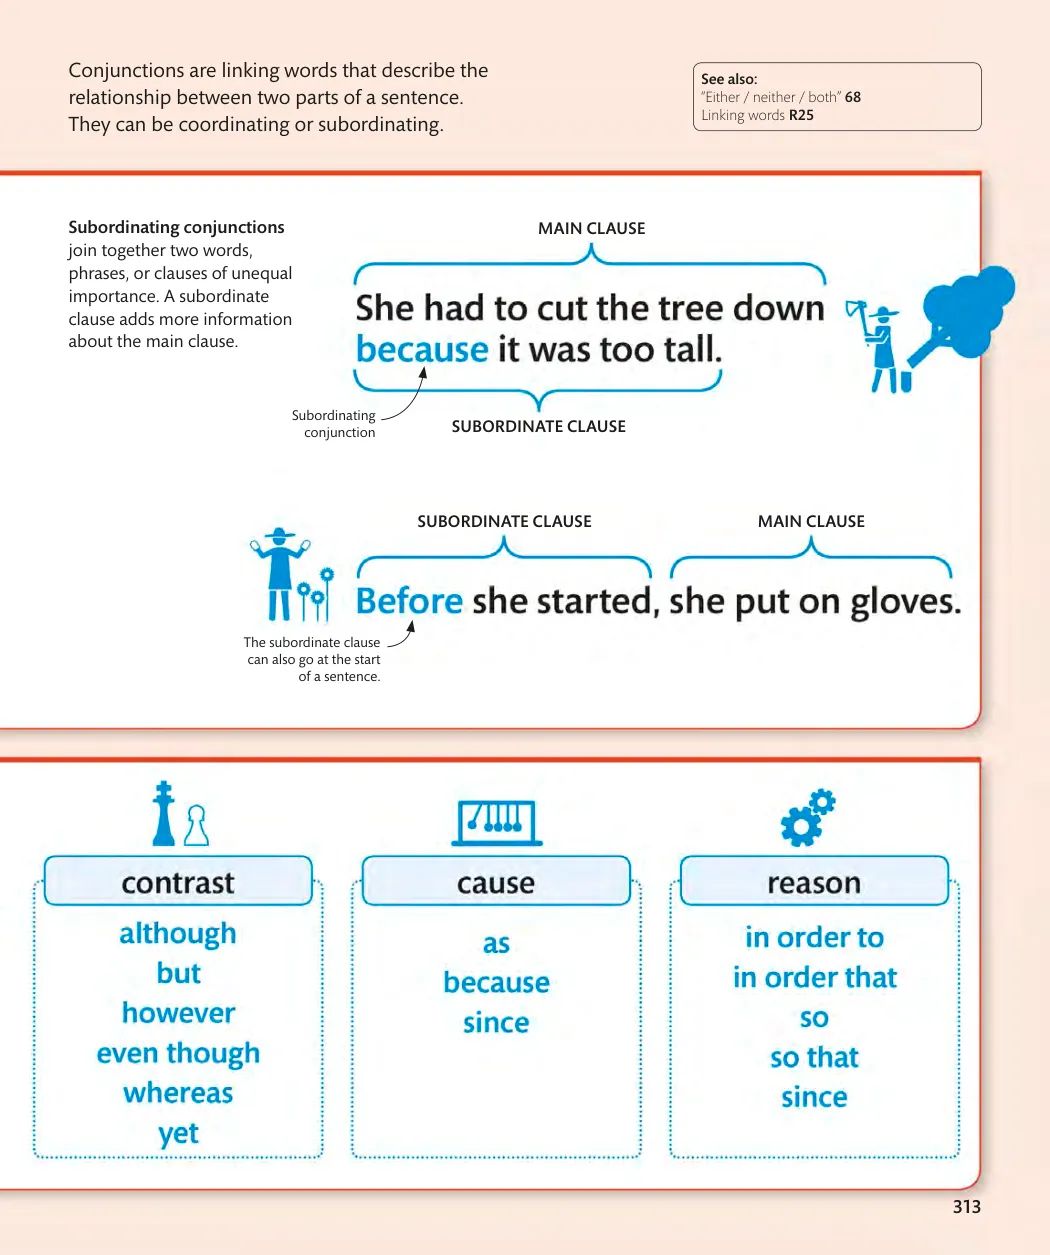 Conjunctions are linking words that describe the
relationship between two parts of a sentence.
They can be coordinating or subordinating.
See also:
“Either / neither / both” 68
Linking words R25
Subordinating conjunctions
join together two words,
phrases, or clauses of unequal
importance. A subordinate
clause adds more information
about the main clause.
MAIN CLAUSE
She had to cut the tree down
because it was too tall.
Subordinating
conjunction
SUBORDINATE CLAUSE
SUBORDINATE CLAUSE
MAIN CLAUSE
Before she started, she put on gloves.
The subordinate clause
can also go at the start
of a sentence.
contrast
although
but
however
even though
whereas
yet
cause
as
because
since
reason
in order to
in order that
so
so that
since
313